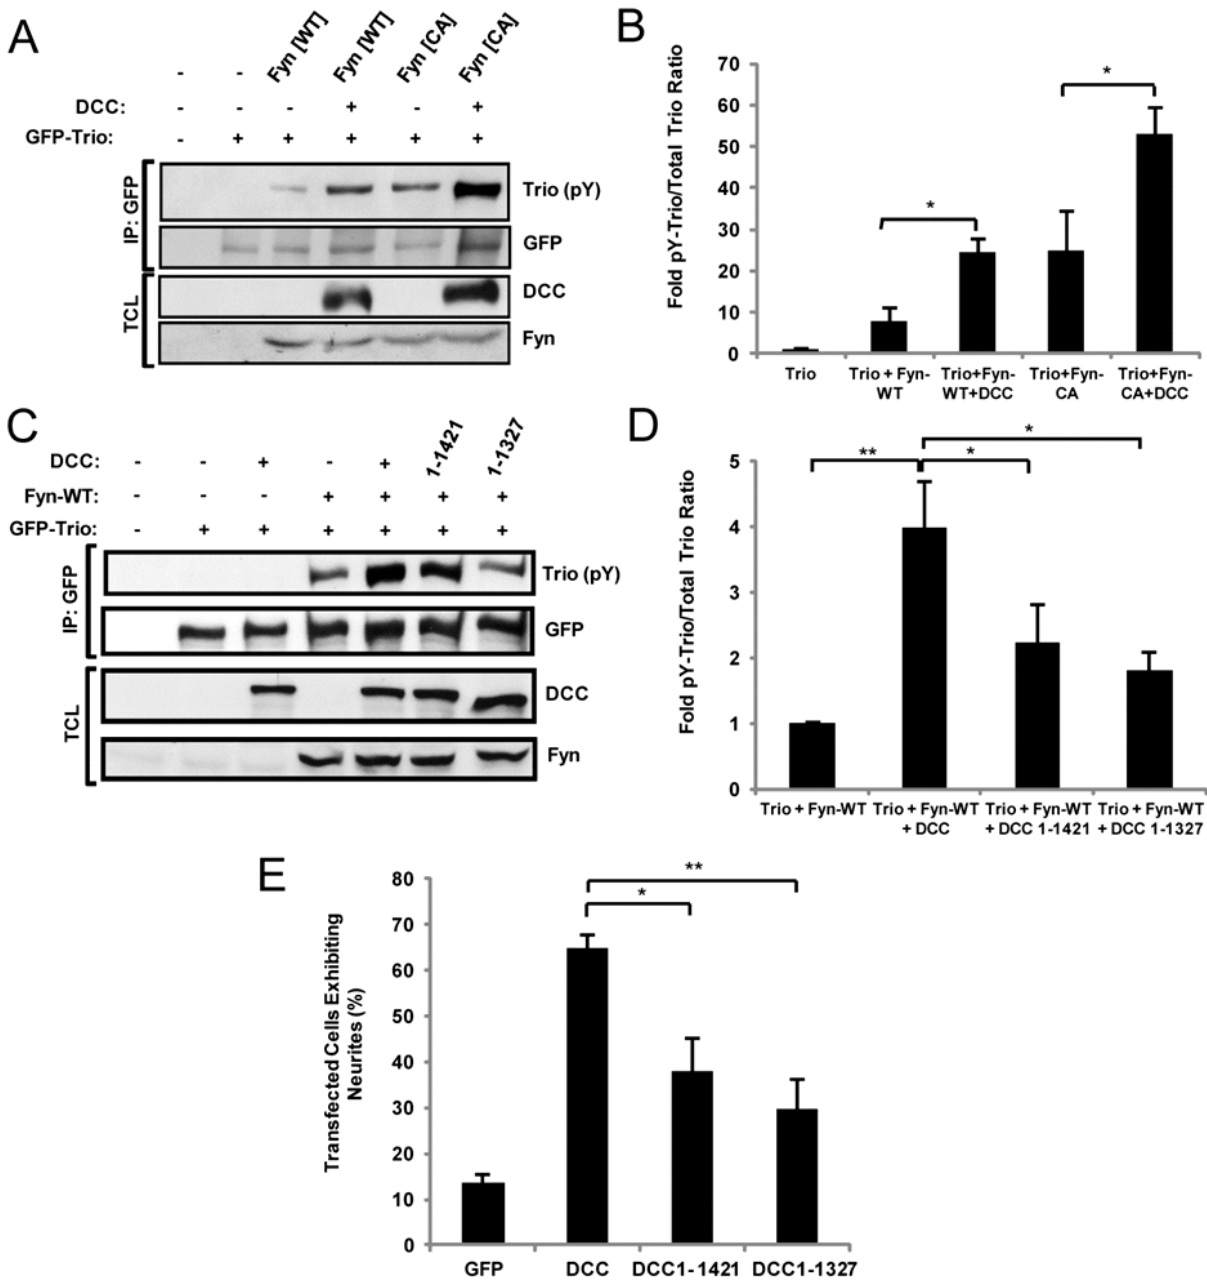 A
- - Fyn [WT] Fyn [WT] Fyn [CA] Fyn [CA]
DCC: - - - + - +
GFP-Trio: - + + + + +
IP: GFP
Trio (pY)
GFP
TCL
DCC
Fyn
B
Fold pY-Trio/Total Trio Ratio
70
60
50
40
30
20
10
0
*
*
Trio
Trio + Fyn-
WT
Trio+Fyn-
WT+DCC
Trio+Fyn-
CA
Trio+Fyn-
CA+DCC
C
DCC: - - + - + 1-1421 1-1327
Fyn-WT: - - - + + + +
GFP-Trio: - + + + + + +
IP: GFP
Trio (pY)
GFP
TCL
DCC
Fyn
D
Fold pY-Trio/Total Trio Ratio
5
4
3
2
1
0
**
*
*
Trio + Fyn-WT
Trio + Fyn-WT
+ DCC
Trio + Fyn-WT
+ DCC 1-1421
Trio + Fyn-WT
+ DCC 1-1327
E
Transfected Cells Exhibiting
Neurites (%)
80
70
60
50
40
30
20
10
0
*
**
GFP
DCC
DCC1-1421
DCC1-1327